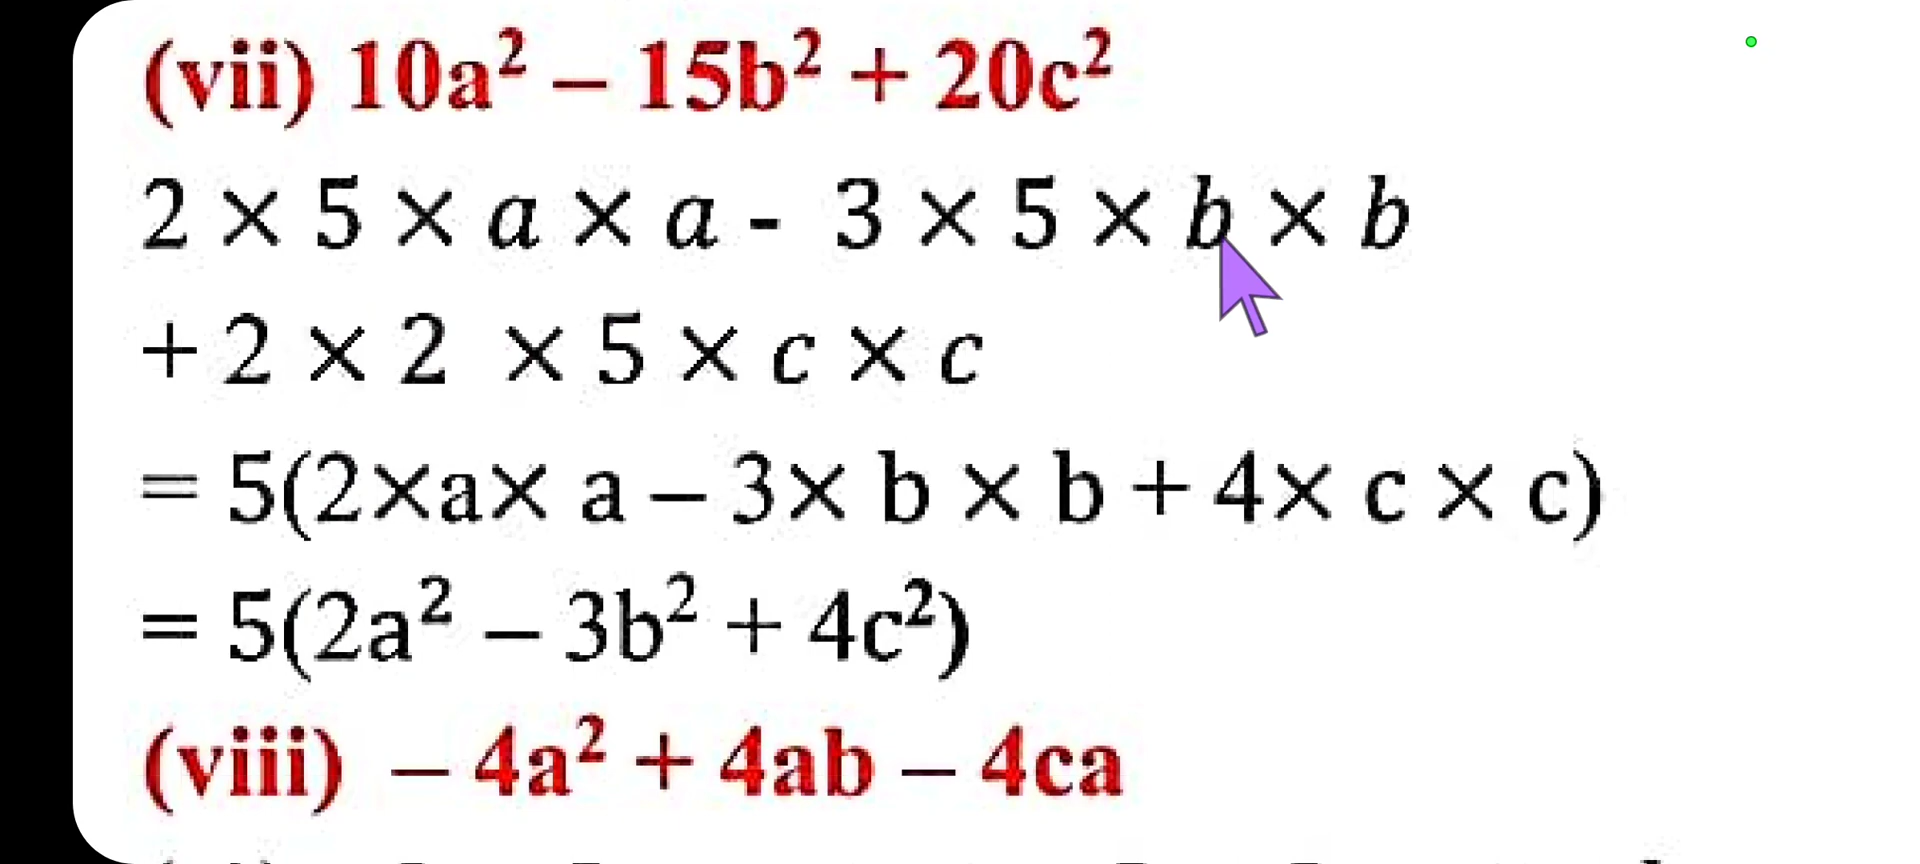 (vii) 10a² – 15b² + 20c²
2 × 5 × a × a - 3 × 5 × b × b
+ 2 × 2 × 5 × c × c
= 5(2×a× a – 3× b × b + 4× c × c)
= 5(2a² – 3b² + 4c²)
(viii) – 4a² + 4ab – 4ca